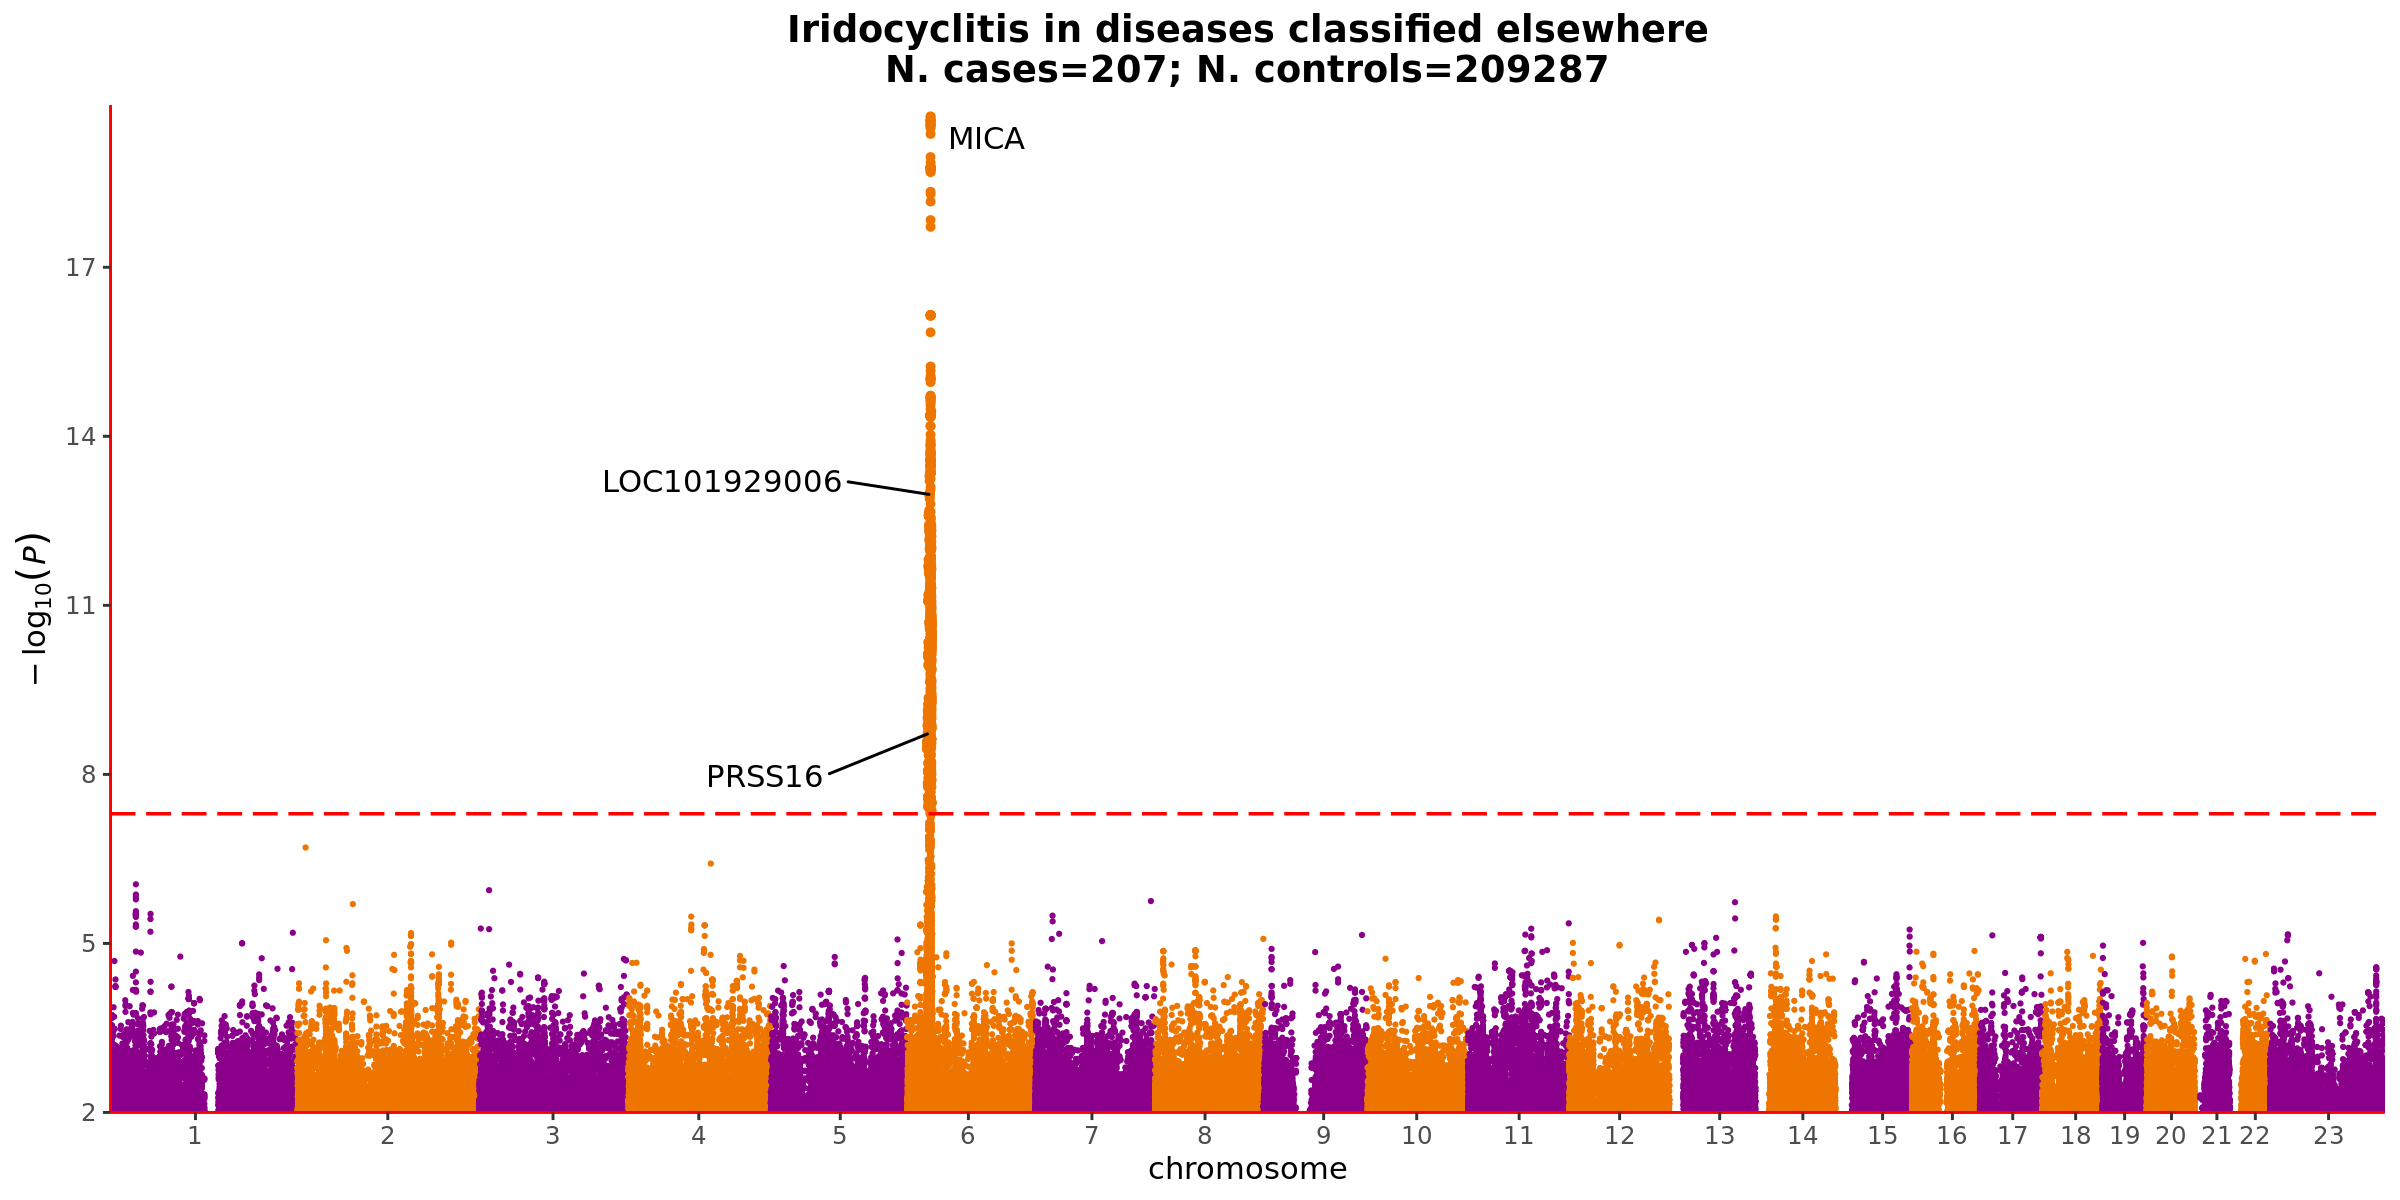 Iridocyclitis in diseases classified elsewhere
N. cases=207; N. controls=209287
MICA
17
14
LOC101929006
− log10(P)
11
PRSS16
8
5
2
1 2 3 4 5 6 7 8 9 10 11 12 13 14 15 16 17 18 19 20 21 22 23
chromosome